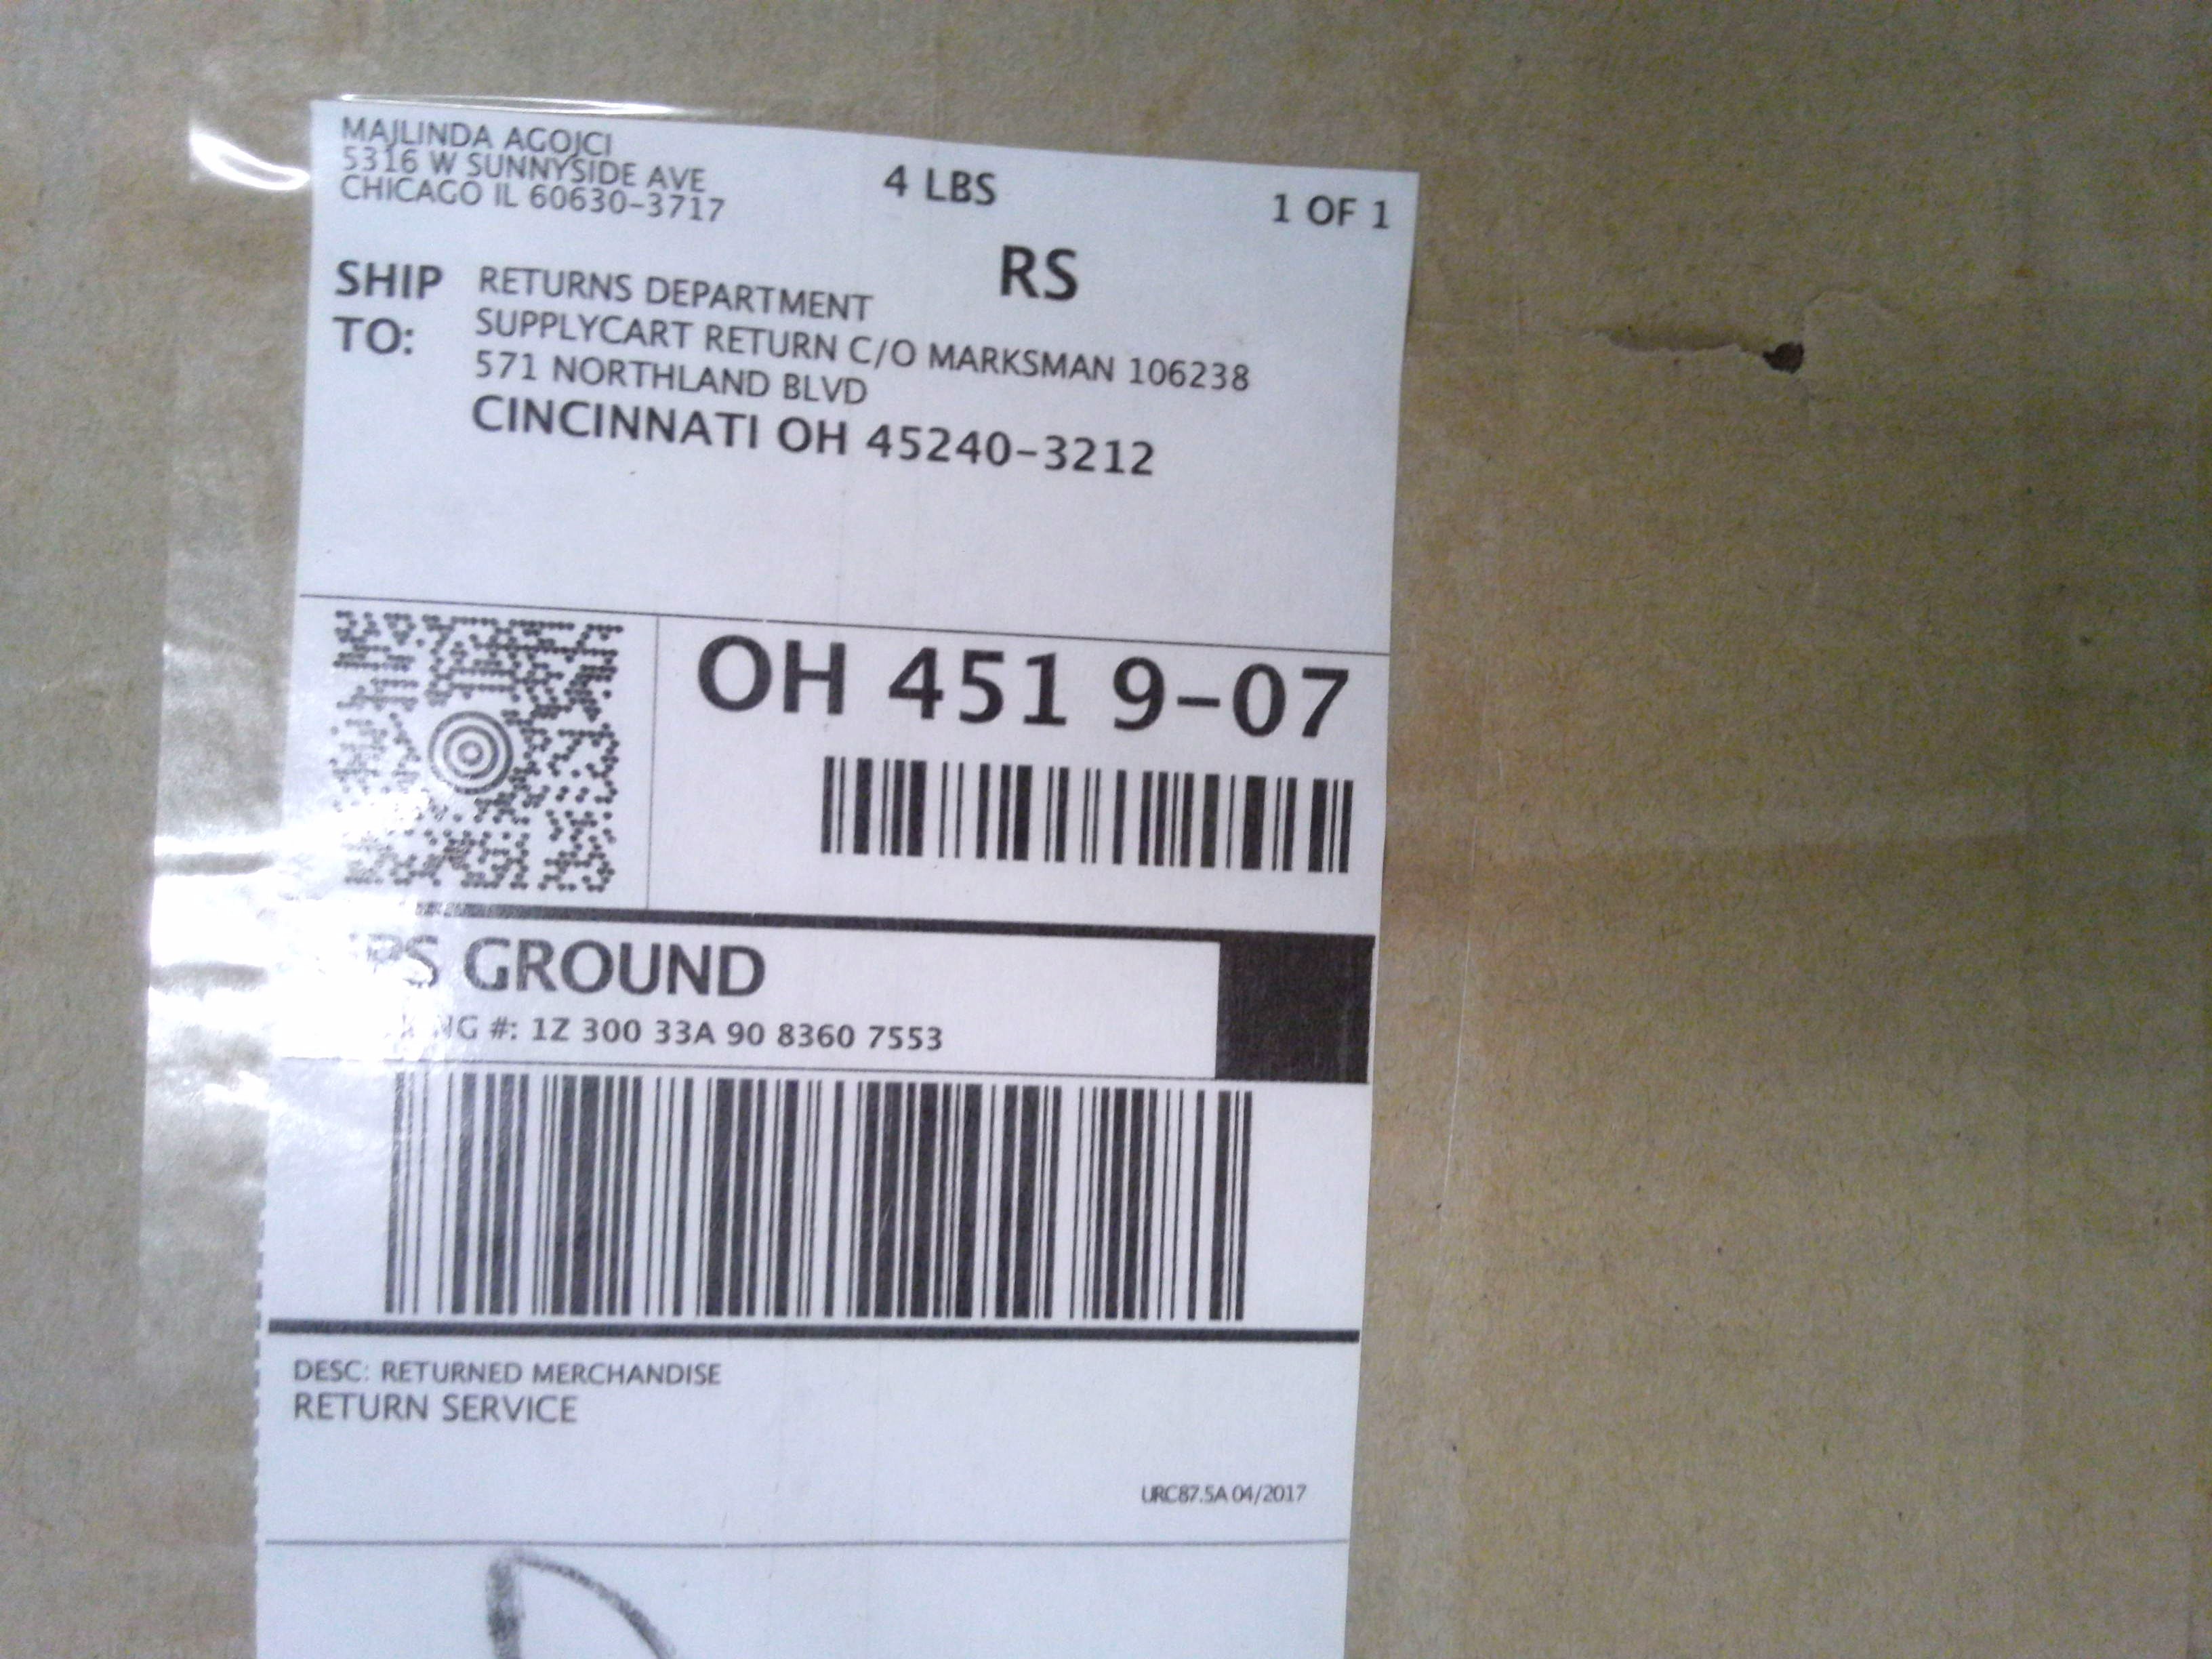 MAJLINDA AGOJCI
5316 W SUNNYSIDE AVE
CHICAGO IL 60630-3717
4 LBS
1 OF 1
RS
SHIP TO:
RETURNS DEPARTMENT
SUPPLYCART RETURN C/O MARKSMAN 106238
571 NORTHLAND BLVD
CINCINNATI OH 45240-3212
OH 451 9-07
UPS GROUND
#: 1Z 300 33A 90 8360 7553
DESC: RETURNED MERCHANDISE
RETURN SERVICE
URC87.5A 04/2017